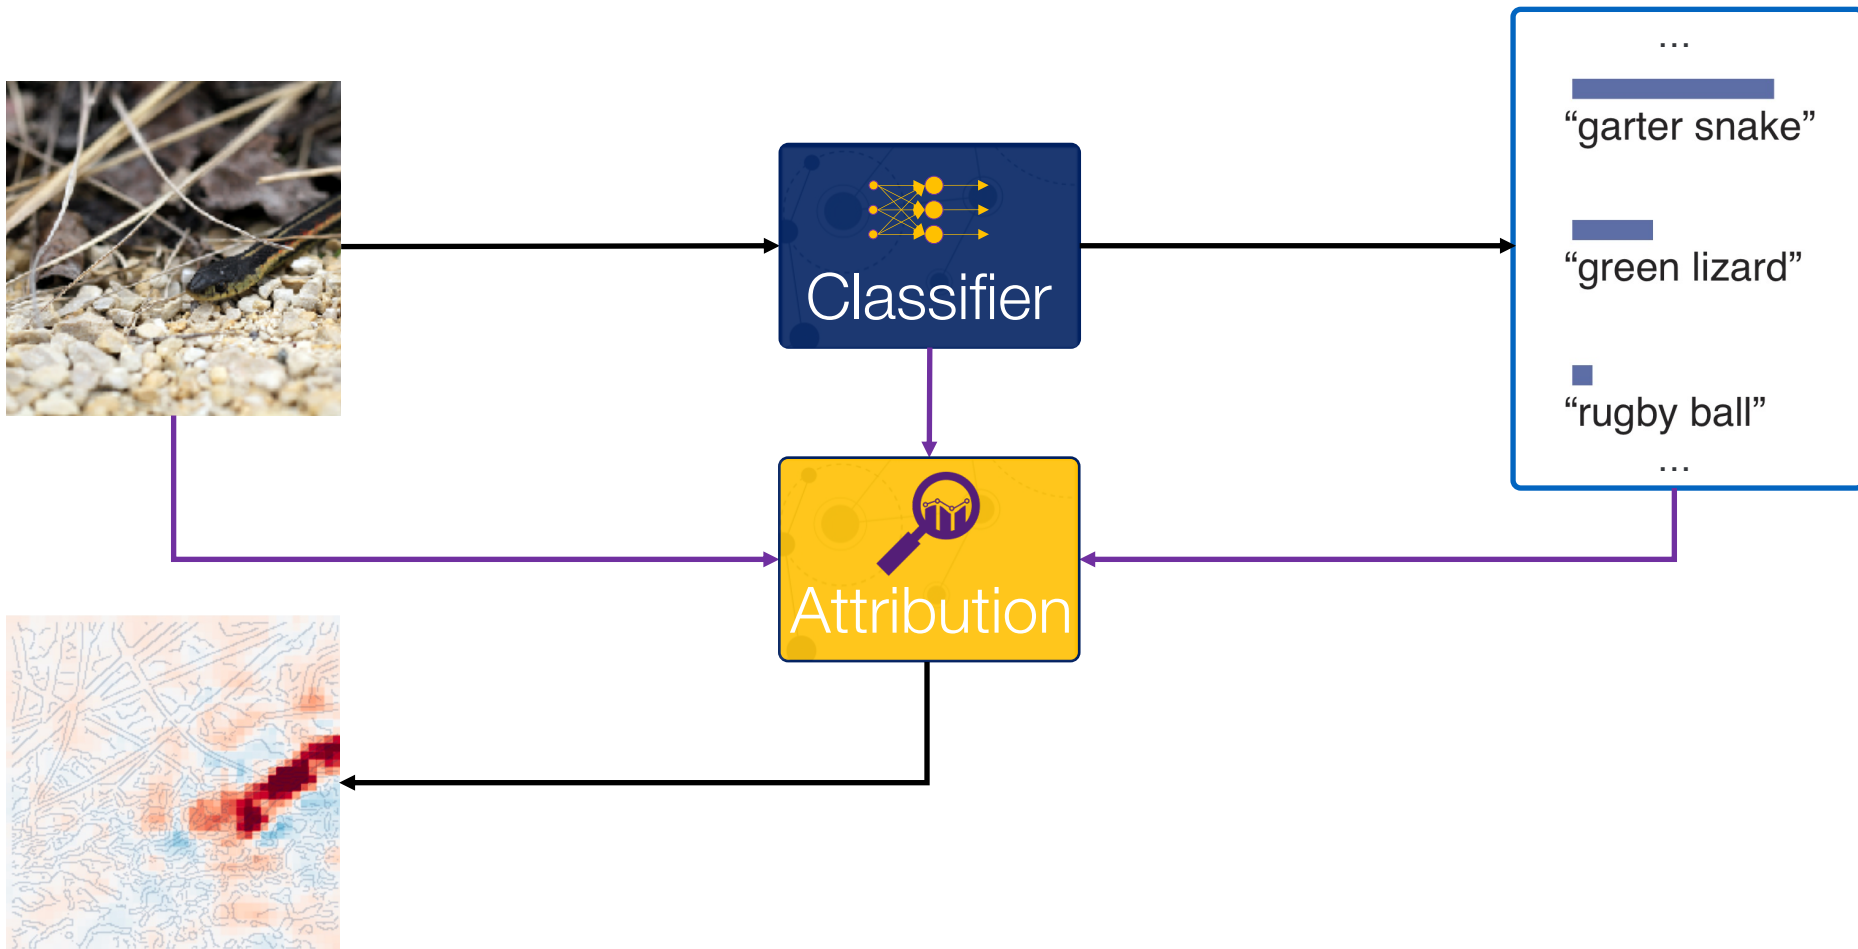 ...
“garter snake”
“green lizard”
“rugby ball”
...
Classifier
Attribution